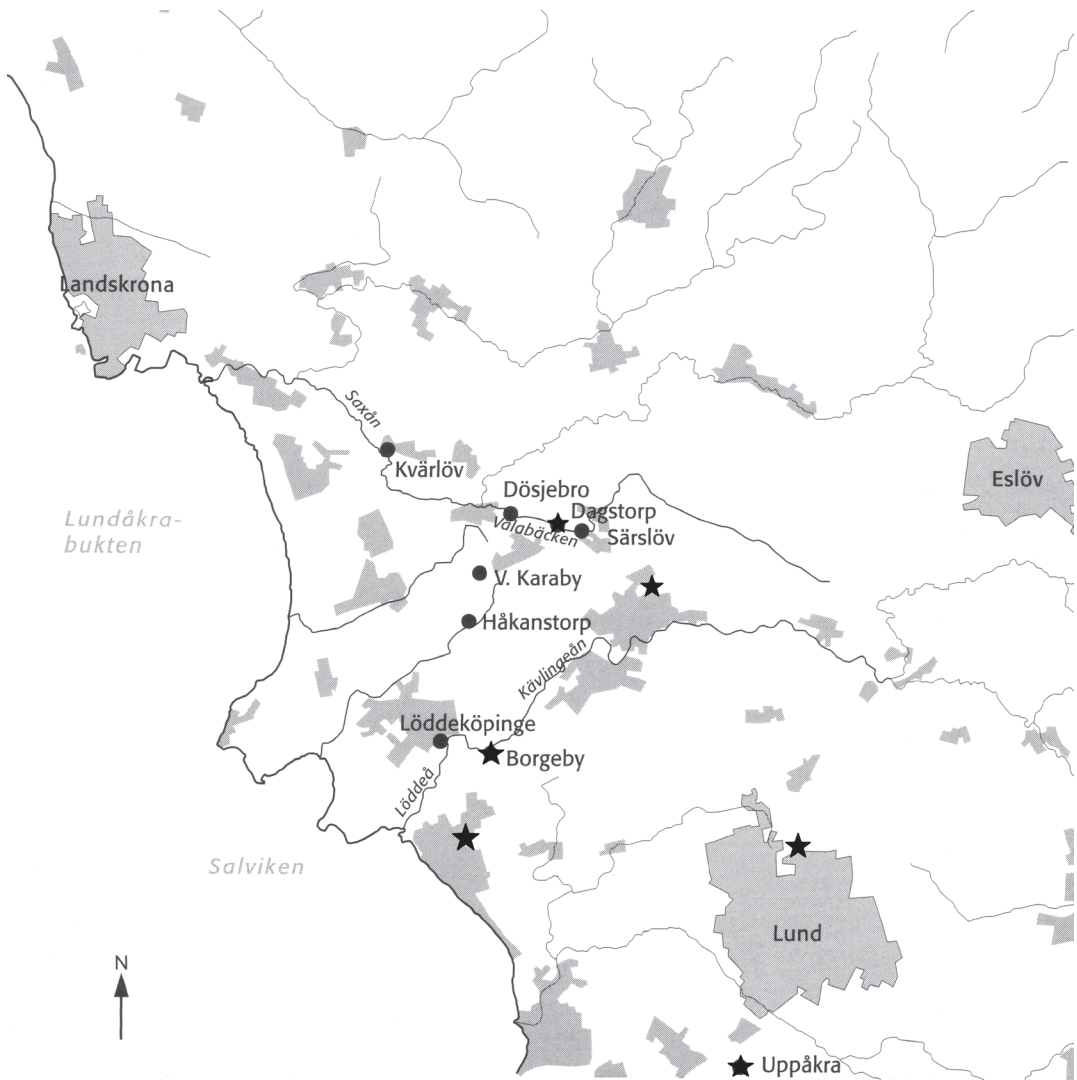 Landskrona
Saxån
Kvärlöv
Eslöv
Dösjebro
Dagstorp
Lundåkra-
bukten
Välabäcken
Särslöv
V. Karaby
Håkanstorp
Kävlingeån
Löddeköpinge
Borgeby
Löddeå
Salviken
Lund
N
Uppåkra